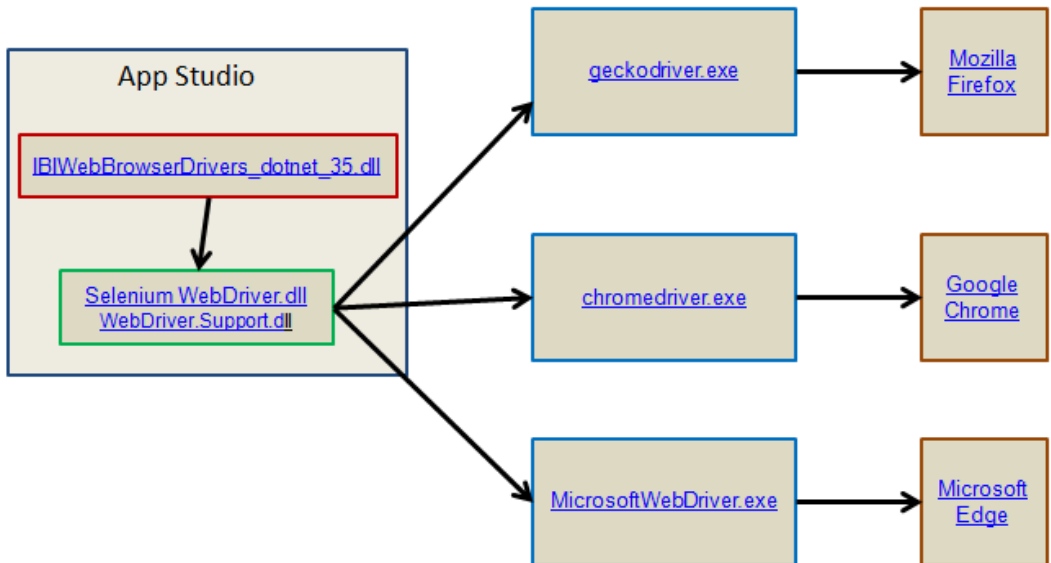 App Studio
IBIWebBrowserDrivers_dotnet_35.dll
Selenium WebDriver.dll
WebDriver.Support.dll
geckodriver.exe
Mozilla
Firefox
chromedriver.exe
Google
Chrome
MicrosoftWebDriver.exe
Microsoft
Edge